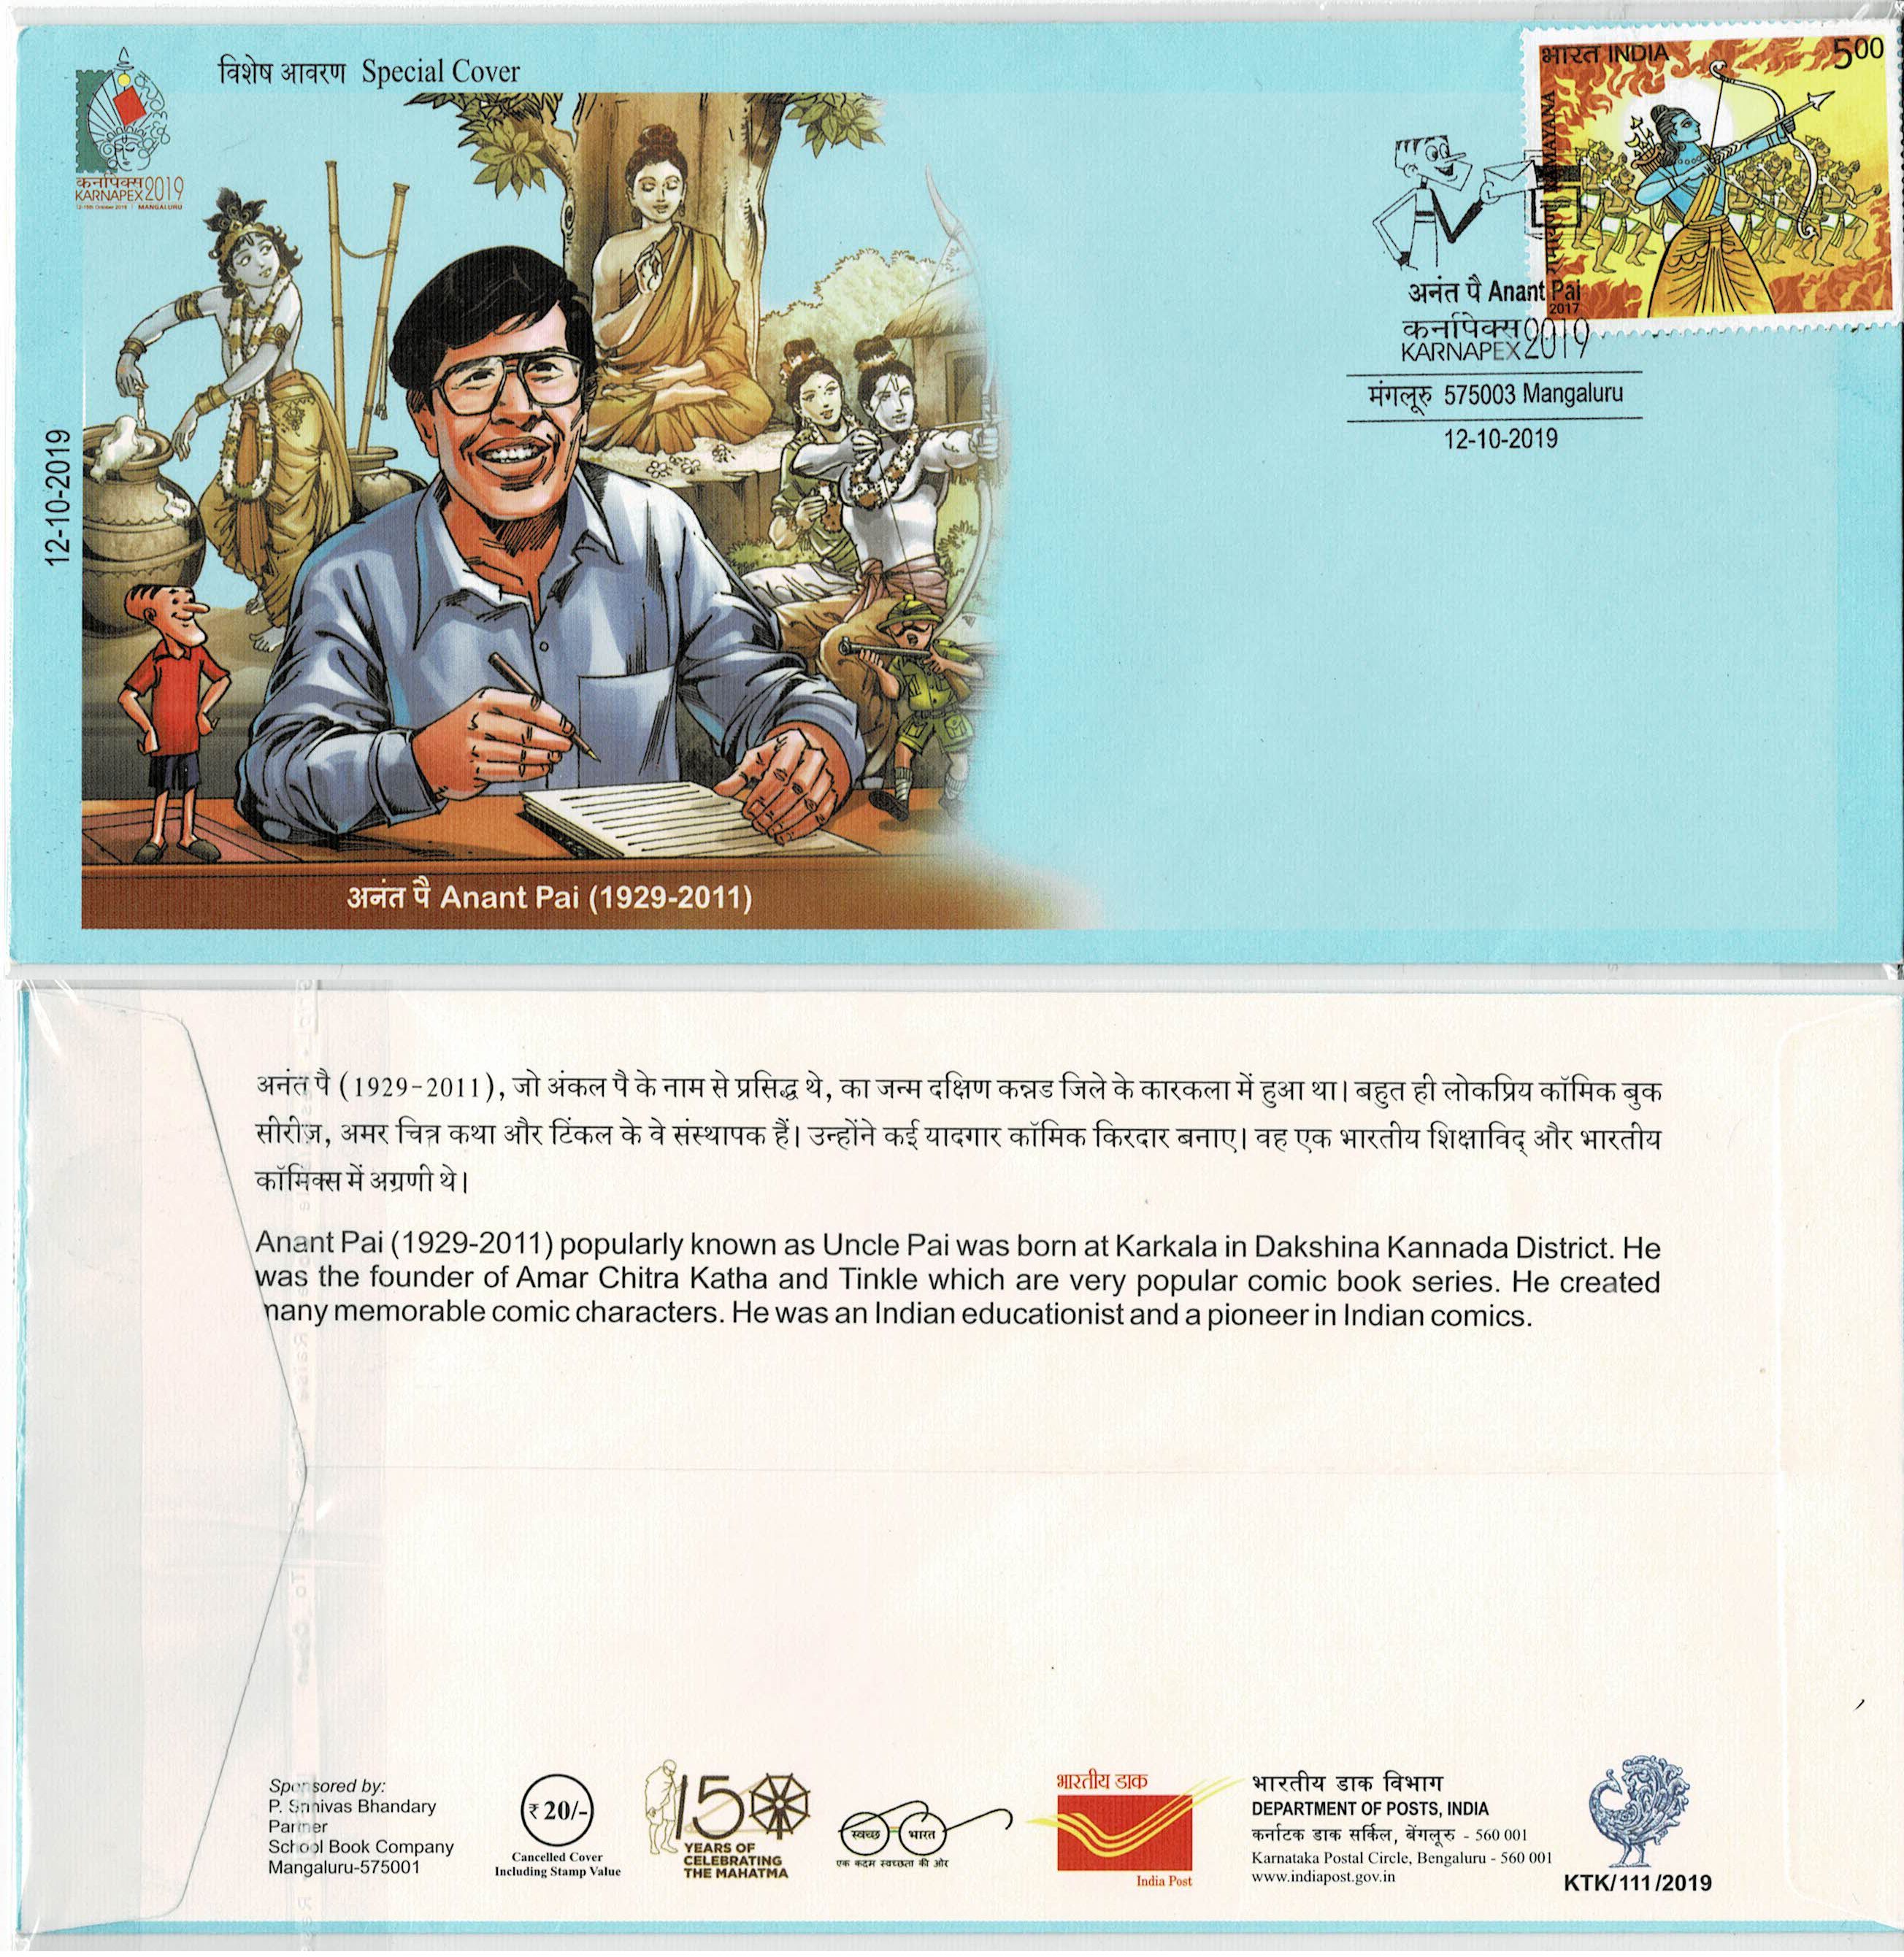 विशेष आवरण Special Cover
कर्नापेक्स 2019
KARNAPEX 2019
MANGALURU
12-10-2019
भारत INDIA 500
RAMAYANA
2017
अनंत पै Anant Pai
कर्नापेक्स 2019
KARNAPEX 2019
मंगलूरु 575003 Mangaluru
12-10-2019
अनंत पै Anant Pai (1929-2011)
अनंत पै (1929-2011), जो अंकल पै के नाम से प्रसिद्ध थे, का जन्म दक्षिण कन्नड जिले के कारकला में हुआ था। बहुत ही लोकप्रिय कॉमिक बुक
सीरीज़, अमर चित्र कथा और टिंकल के वे संस्थापक हैं। उन्होंने कई यादगार कॉमिक किरदार बनाए। वह एक भारतीय शिक्षाविद् और भारतीय
कॉमिक्स में अग्रणी थे।
Anant Pai (1929-2011) popularly known as Uncle Pai was born at Karkala in Dakshina Kannada District. He
was the founder of Amar Chitra Katha and Tinkle which are very popular comic book series. He created
many memorable comic characters. He was an Indian educationist and a pioneer in Indian comics.
Sponsored by:
P. Srinivas Bhandary
Partner
School Book Company
Mangaluru-575001
₹ 20/-
Cancelled Cover
Including Stamp Value
150
YEARS OF
CELEBRATING
THE MAHATMA
स्वच्छ भारत
एक कदम स्वच्छता की ओर
भारतीय डाक
India Post
भारतीय डाक विभाग
DEPARTMENT OF POSTS, INDIA
कर्नाटक डाक सर्किल, बेंगलूरु - 560 001
Karnataka Postal Circle, Bengaluru - 560 001
www.indiapost.gov.in
KTK/111/2019